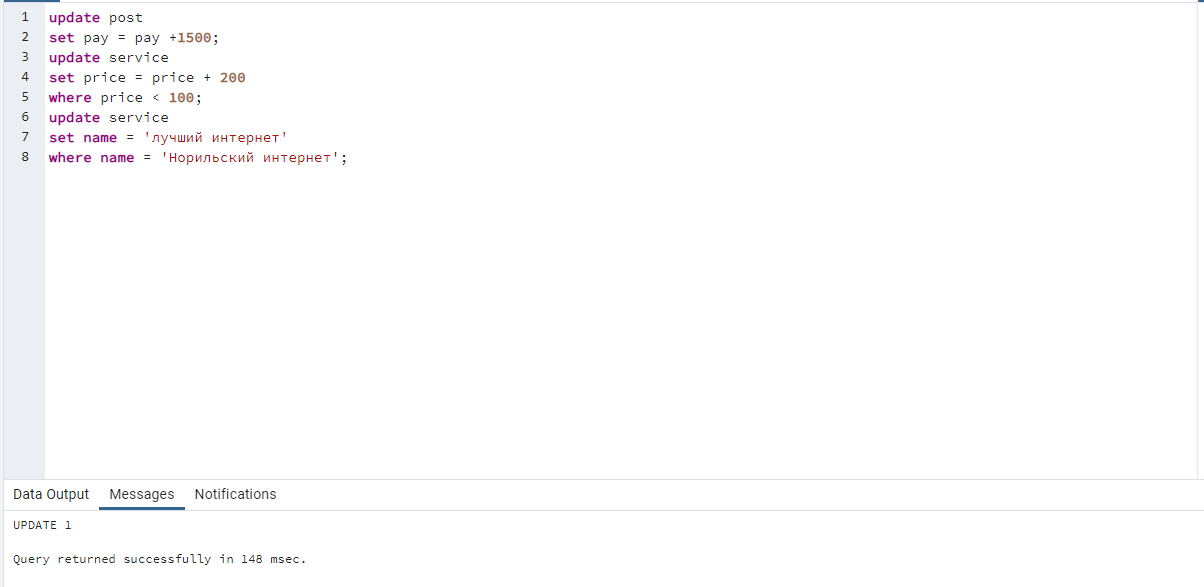 1 update post
2 set pay = pay +1500;
3 update service
4 set price = price + 200
5 where price < 100;
6 update service
7 set name = 'лучший интернет'
8 where name = 'Норильский интернет';
Data Output Messages Notifications
UPDATE 1
Query returned successfully in 148 msec.